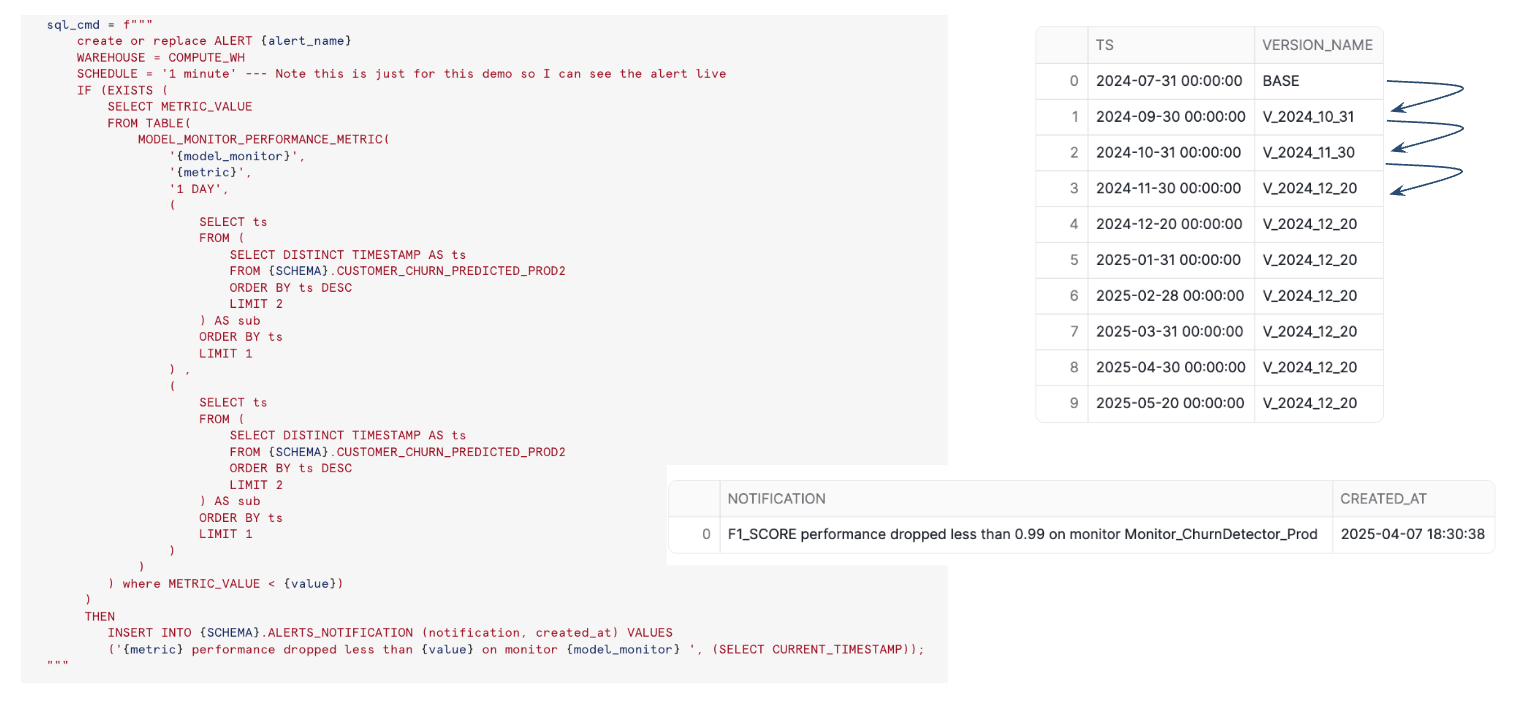 sql_cmd = f"""
create or replace ALERT {alert_name}
WAREHOUSE = COMPUTE_WH
SCHEDULE = '1 minute' --- Note this is just for this demo so I can see the alert live
IF (EXISTS (
SELECT METRIC_VALUE
FROM TABLE(
MODEL_MONITOR_PERFORMANCE_METRIC(
'{model_monitor}',
'{metric}',
'1 DAY',
(
SELECT ts
FROM (
SELECT DISTINCT TIMESTAMP AS ts
FROM {SCHEMA}.CUSTOMER_CHURN_PREDICTED_PROD2
ORDER BY ts DESC
LIMIT 2
) AS sub
ORDER BY ts
LIMIT 1
) ,
(
SELECT ts
FROM (
SELECT DISTINCT TIMESTAMP AS ts
FROM {SCHEMA}.CUSTOMER_CHURN_PREDICTED_PROD2
ORDER BY ts DESC
LIMIT 2
) AS sub
ORDER BY ts
LIMIT 1
)
)
) where METRIC_VALUE < {value})
)
THEN
INSERT INTO {SCHEMA}.ALERTS_NOTIFICATION (notification, created_at) VALUES
('{metric} performance dropped less than {value} on monitor {model_monitor} ', (SELECT CURRENT_TIMESTAMP));
"""
TS VERSION_NAME
0 2024-07-31 00:00:00 BASE
1 2024-09-30 00:00:00 V_2024_10_31
2 2024-10-31 00:00:00 V_2024_11_30
3 2024-11-30 00:00:00 V_2024_12_20
4 2024-12-20 00:00:00 V_2024_12_20
5 2025-01-31 00:00:00 V_2024_12_20
6 2025-02-28 00:00:00 V_2024_12_20
7 2025-03-31 00:00:00 V_2024_12_20
8 2025-04-30 00:00:00 V_2024_12_20
9 2025-05-20 00:00:00 V_2024_12_20
NOTIFICATION CREATED_AT
0 F1_SCORE performance dropped less than 0.99 on monitor Monitor_ChurnDetector_Prod 2025-04-07 18:30:38